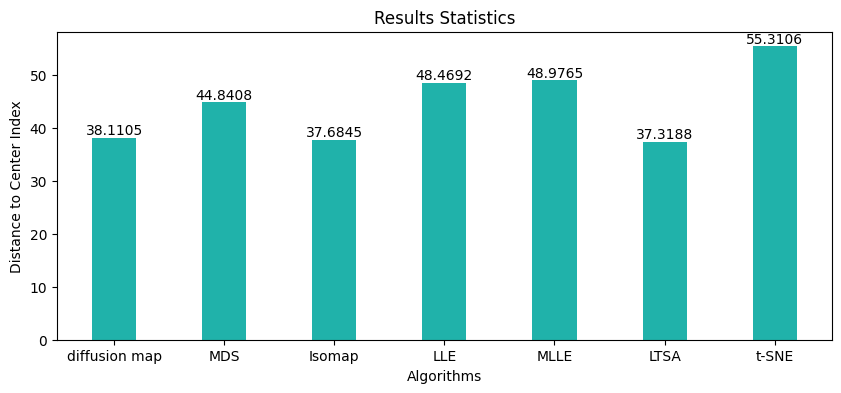 Results Statistics
Distance to Center Index
50
40
30
20
10
0
38.1105
44.8408
37.6845
48.4692
48.9765
37.3188
55.3106
diffusion map
MDS
Isomap
LLE
MLLE
LTSA
t-SNE
Algorithms